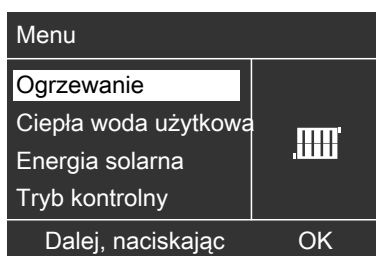 Menu
Ogrzewanie
Ciepła woda użytkowa
Energia solarna
Tryb kontrolny
Dalej, naciskając OK